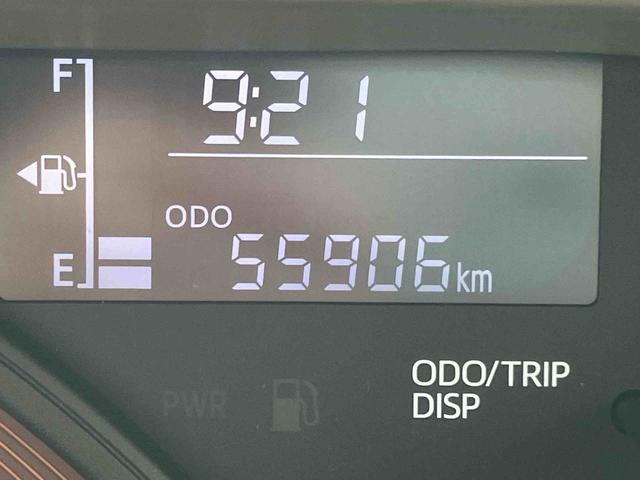 F
9:21
ODO
E
55906km
ODO/TRIP
PWR
DISP